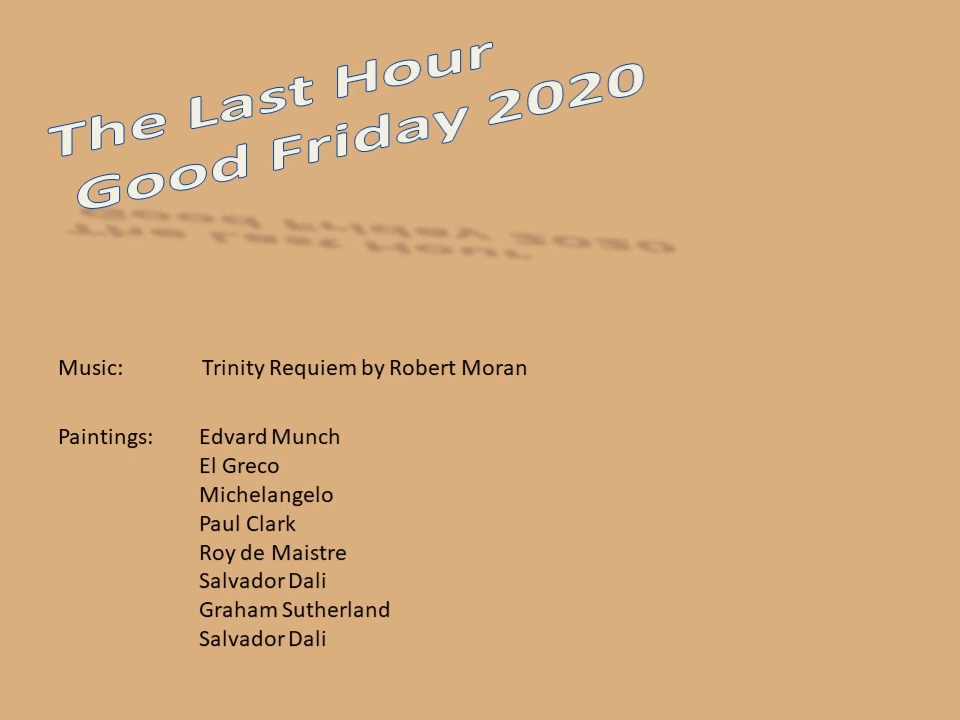 The Last Hour
Good Friday 2020
Music: Trinity Requiem by Robert Moran
Paintings: Edvard Munch
El Greco
Michelangelo
Paul Clark
Roy de Maistre
Salvador Dali
Graham Sutherland
Salvador Dali